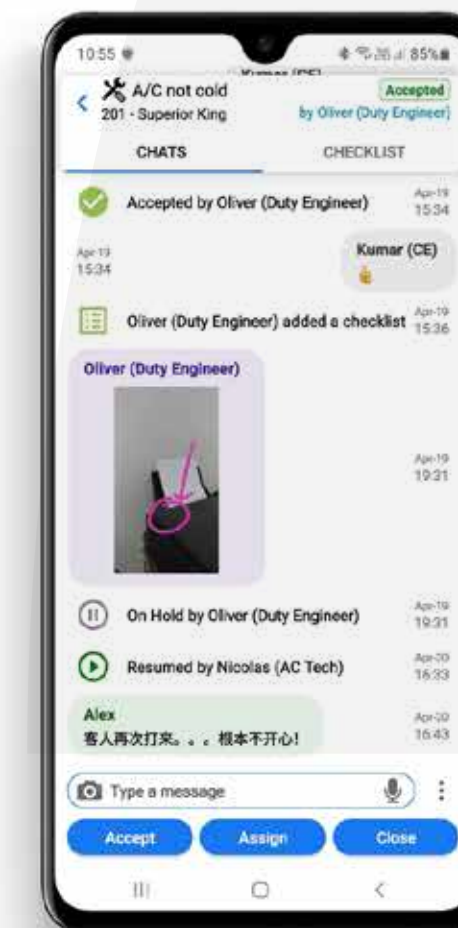 10:55
85%
A/C not cold
Accepted
201 - Superior King
by Oliver (Duty Engineer)
CHATS
CHECKLIST
Accepted by Oliver (Duty Engineer)
Apr-19
15:34
Apr-19
15:34
Kumar (CE)
Oliver (Duty Engineer) added a checklist
Apr-19
15:36
Oliver (Duty Engineer)
Apr-19
19:31
On Hold by Oliver (Duty Engineer)
Apr-19
19:31
Resumed by Nicolas (AC Tech)
Apr-20
16:33
Alex
客人再次打来。。。根本不开心!
Apr-20
16:43
Type a message
Accept
Assign
Close